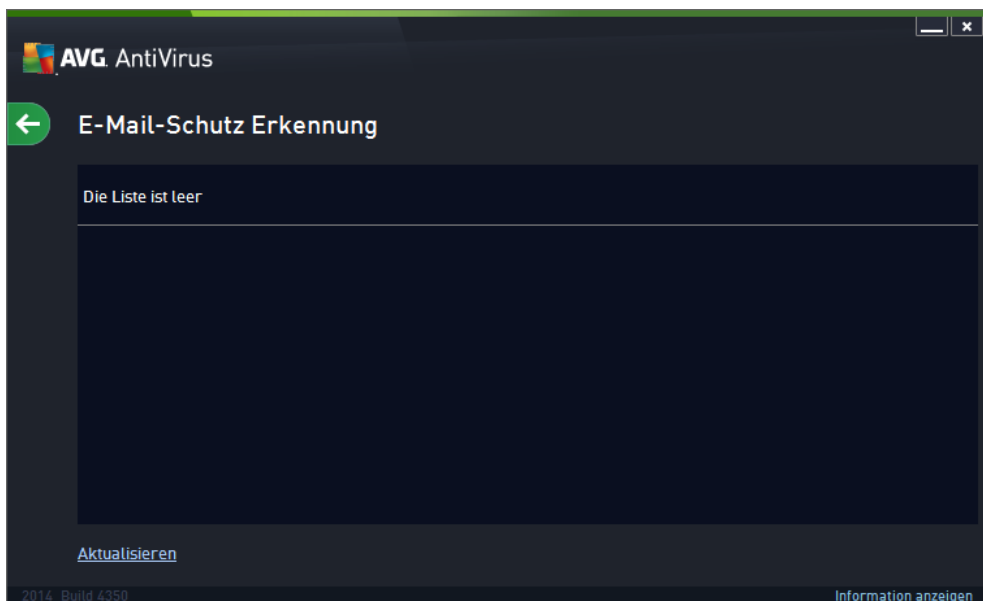 AVG. AntiVirus
E-Mail-Schutz Erkennung
Die Liste ist leer
Aktualisieren
2014 Build 4350
Information anzeigen